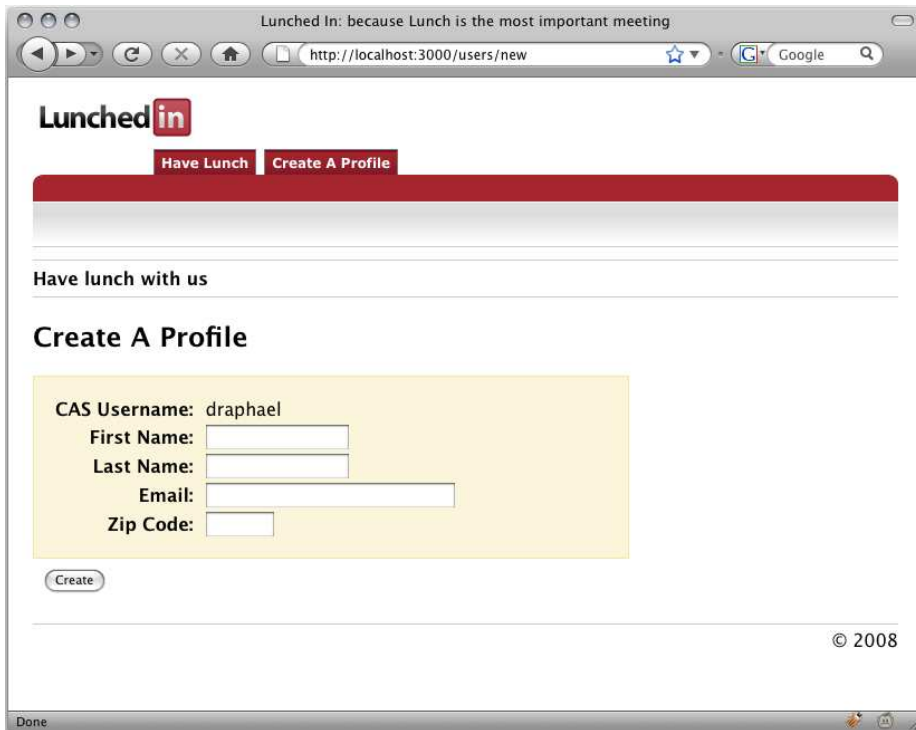 Lunched In: because Lunch is the most important meeting
http://localhost:3000/users/new
G Google
Lunched in
Have Lunch Create A Profile
Have lunch with us
Create A Profile
CAS Username: draphael
First Name:
Last Name:
Email:
Zip Code:
Create
© 2008
Done